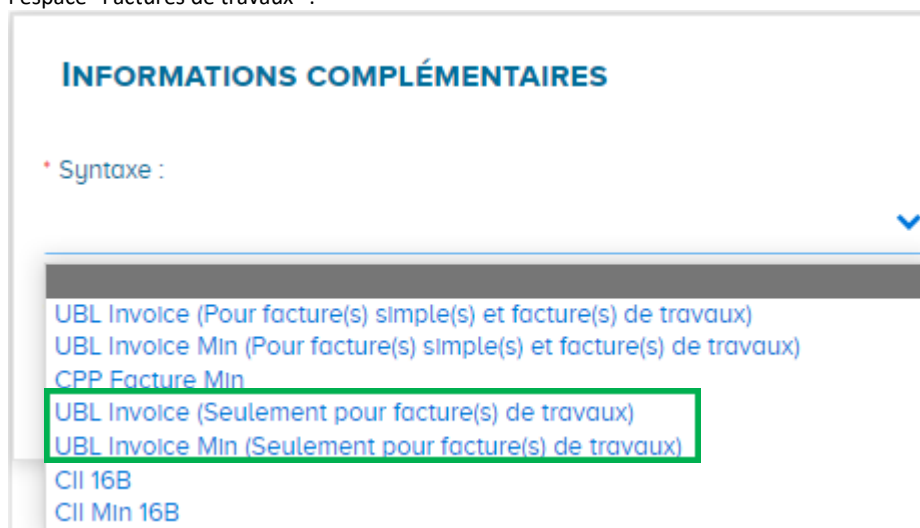 l'espace "Factures de travaux" :
INFORMATIONS COMPLÉMENTAIRES
* Syntaxe :
UBL Invoice (Pour facture(s) simple(s) et facture(s) de travaux)
UBL Invoice Min (Pour facture(s) simple(s) et facture(s) de travaux)
CPP Facture Min
UBL Invoice (Seulement pour facture(s) de travaux)
UBL Invoice Min (Seulement pour facture(s) de travaux)
CII 16B
CII Min 16B